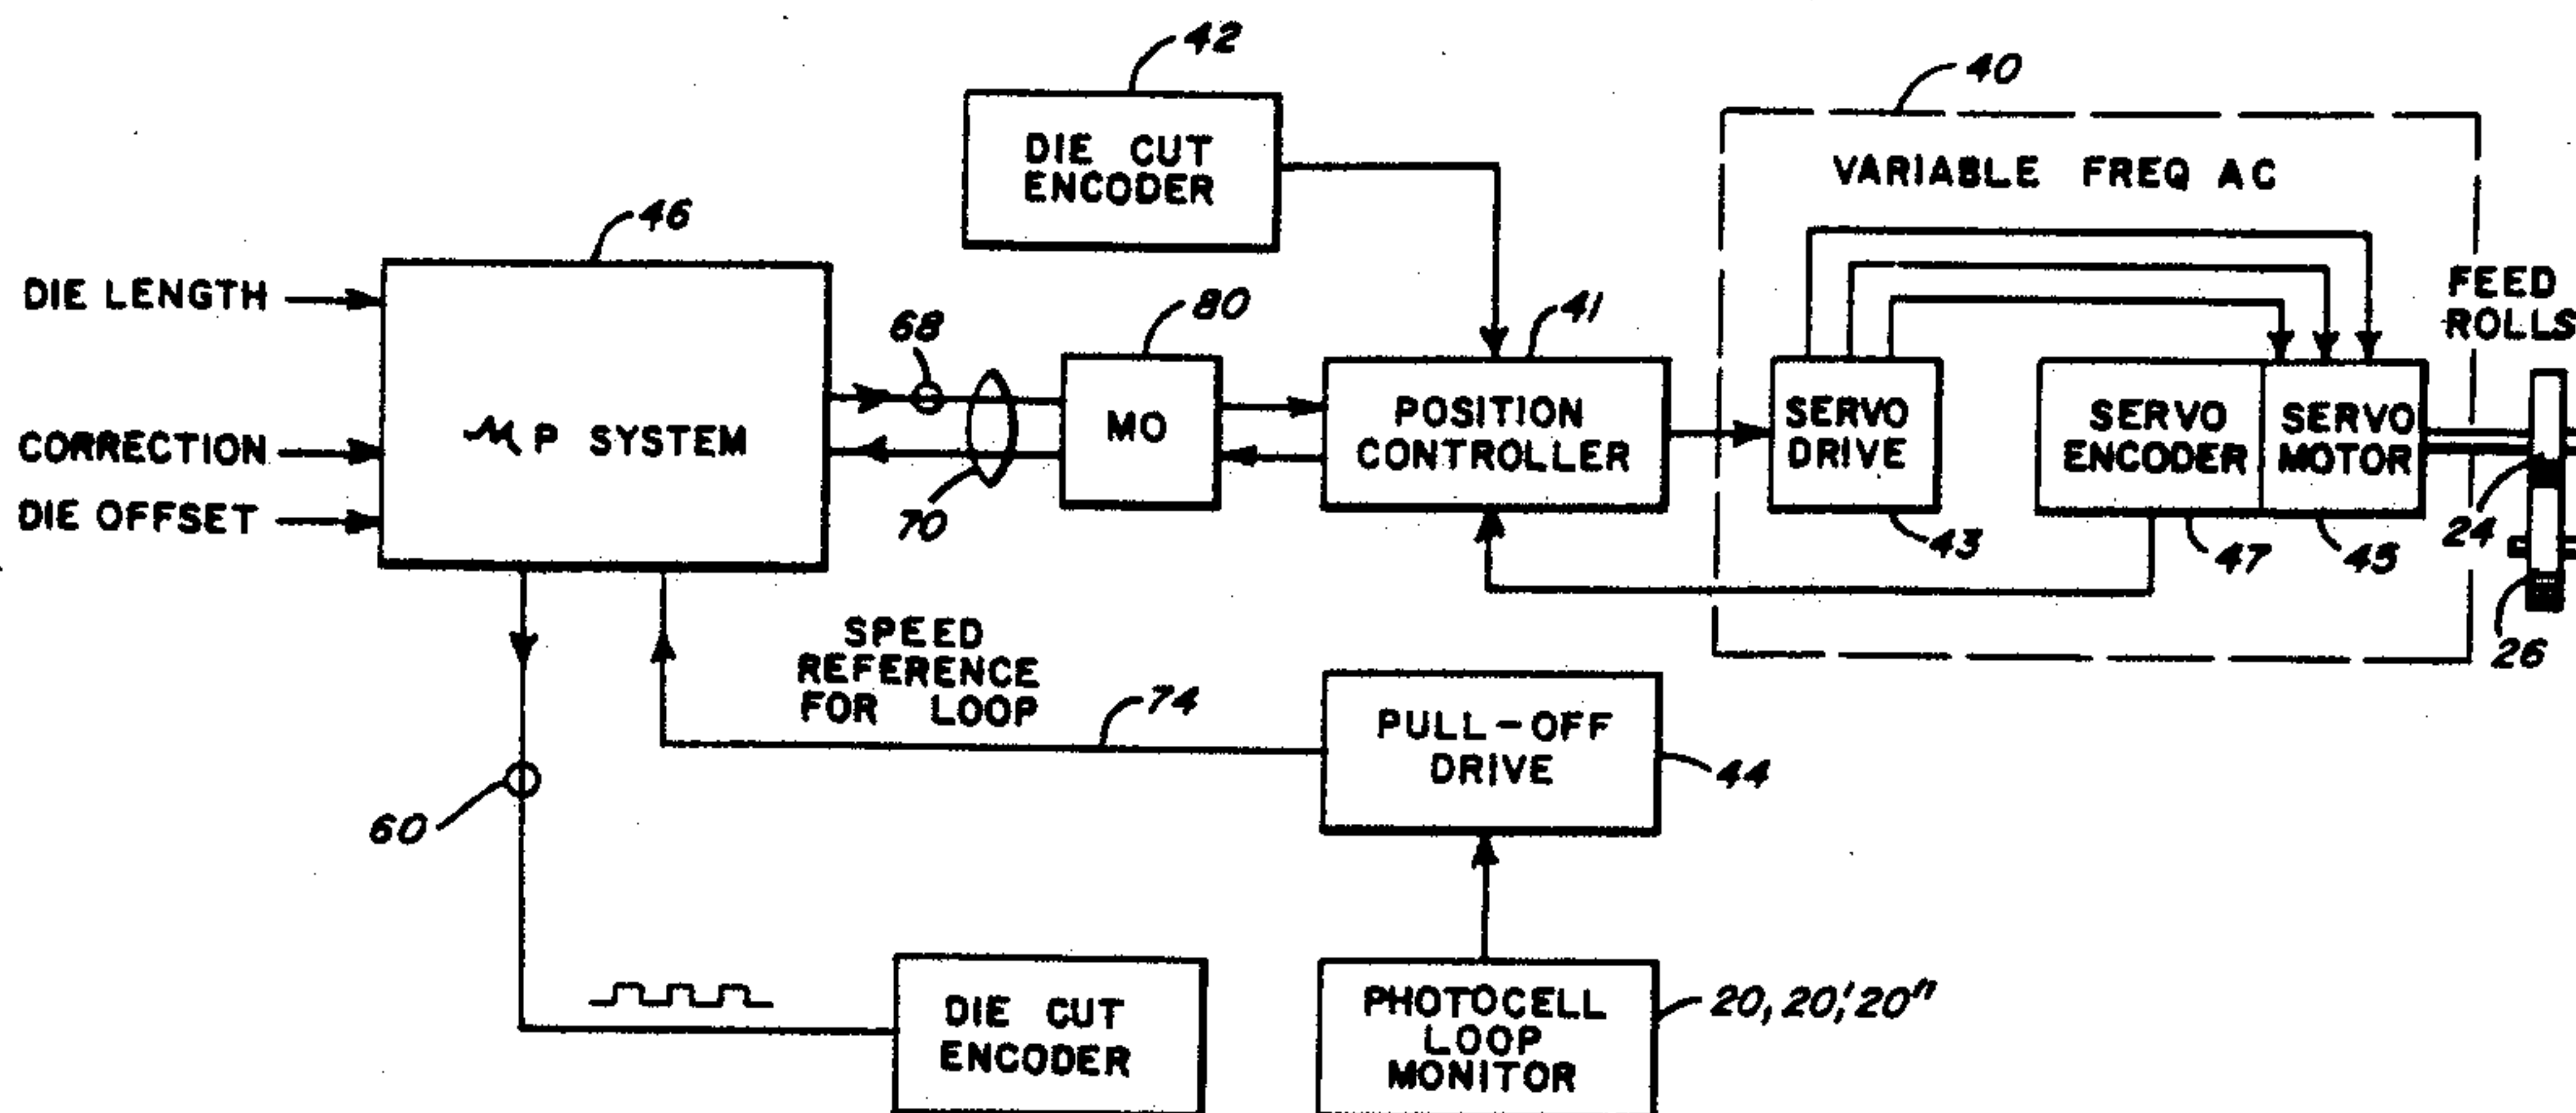 42
40
DIE CUT
ENCODER
VARIABLE FREQ AC
46
DIE LENGTH
FEED
ROLLS
80
41
68
CORRECTION
μP SYSTEM
MO
POSITION
CONTROLLER
SERVO
DRIVE
SERVO
ENCODER
SERVO
MOTOR
DIE OFFSET
70
43
47
45
24
26
SPEED
REFERENCE
FOR LOOP
74
PULL-OFF
DRIVE
44
60
DIE CUT
ENCODER
PHOTOCELL
LOOP
MONITOR
20, 20', 20"